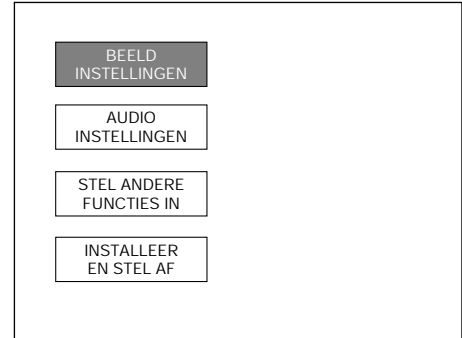 BEELD
INSTELLINGEN
AUDIO
INSTELLINGEN
STEL ANDERE
FUNCTIES IN
INSTALLEER
EN STEL AF